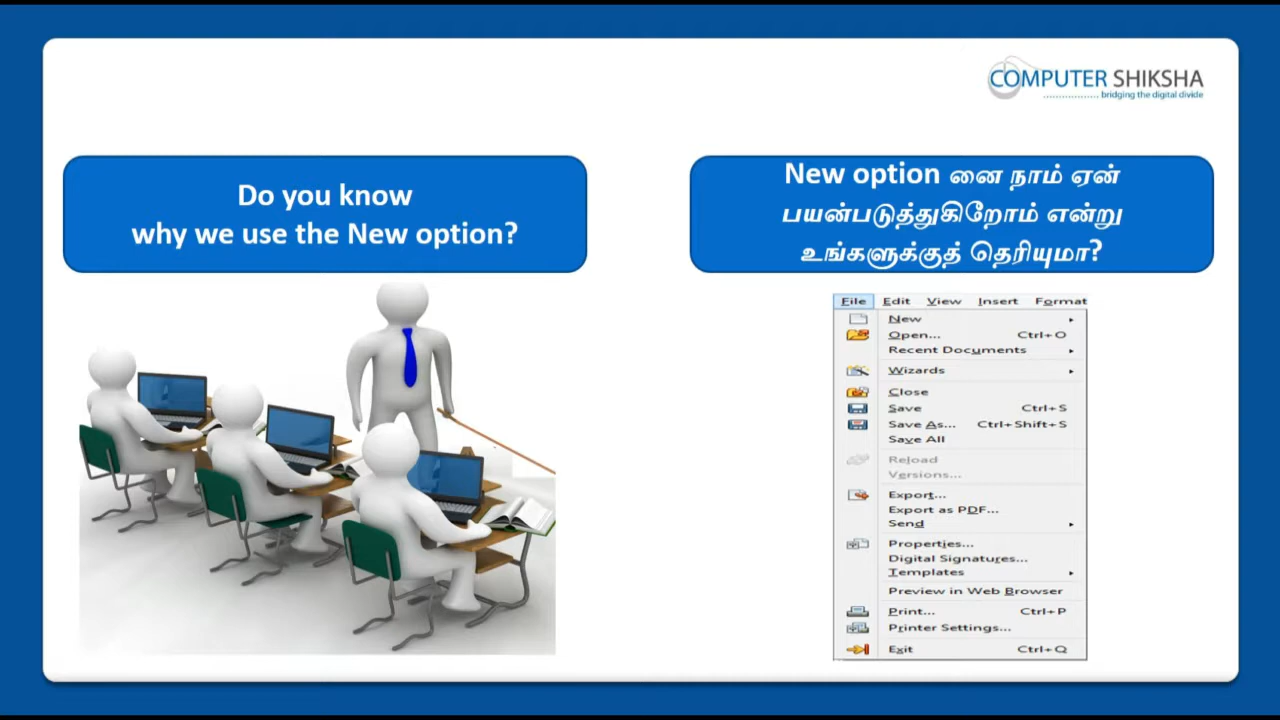 COMPUTER SHIKSHA
bridging the digital divide
Do you know
why we use the New option?
New option னை நாம் ஏன்
பயன்படுத்துகிறோம் என்று
உங்களுக்குத் தெரியுமா?
File Edit View Insert Format
New
Open... Ctrl+O
Recent Documents
Wizards
Close
Save Ctrl+S
Save As... Ctrl+Shift+S
Save All
Reload
Versions...
Export...
Export as PDF...
Send
Properties...
Digital Signatures...
Templates
Preview in Web Browser
Print... Ctrl+P
Printer Settings...
Exit Ctrl+Q